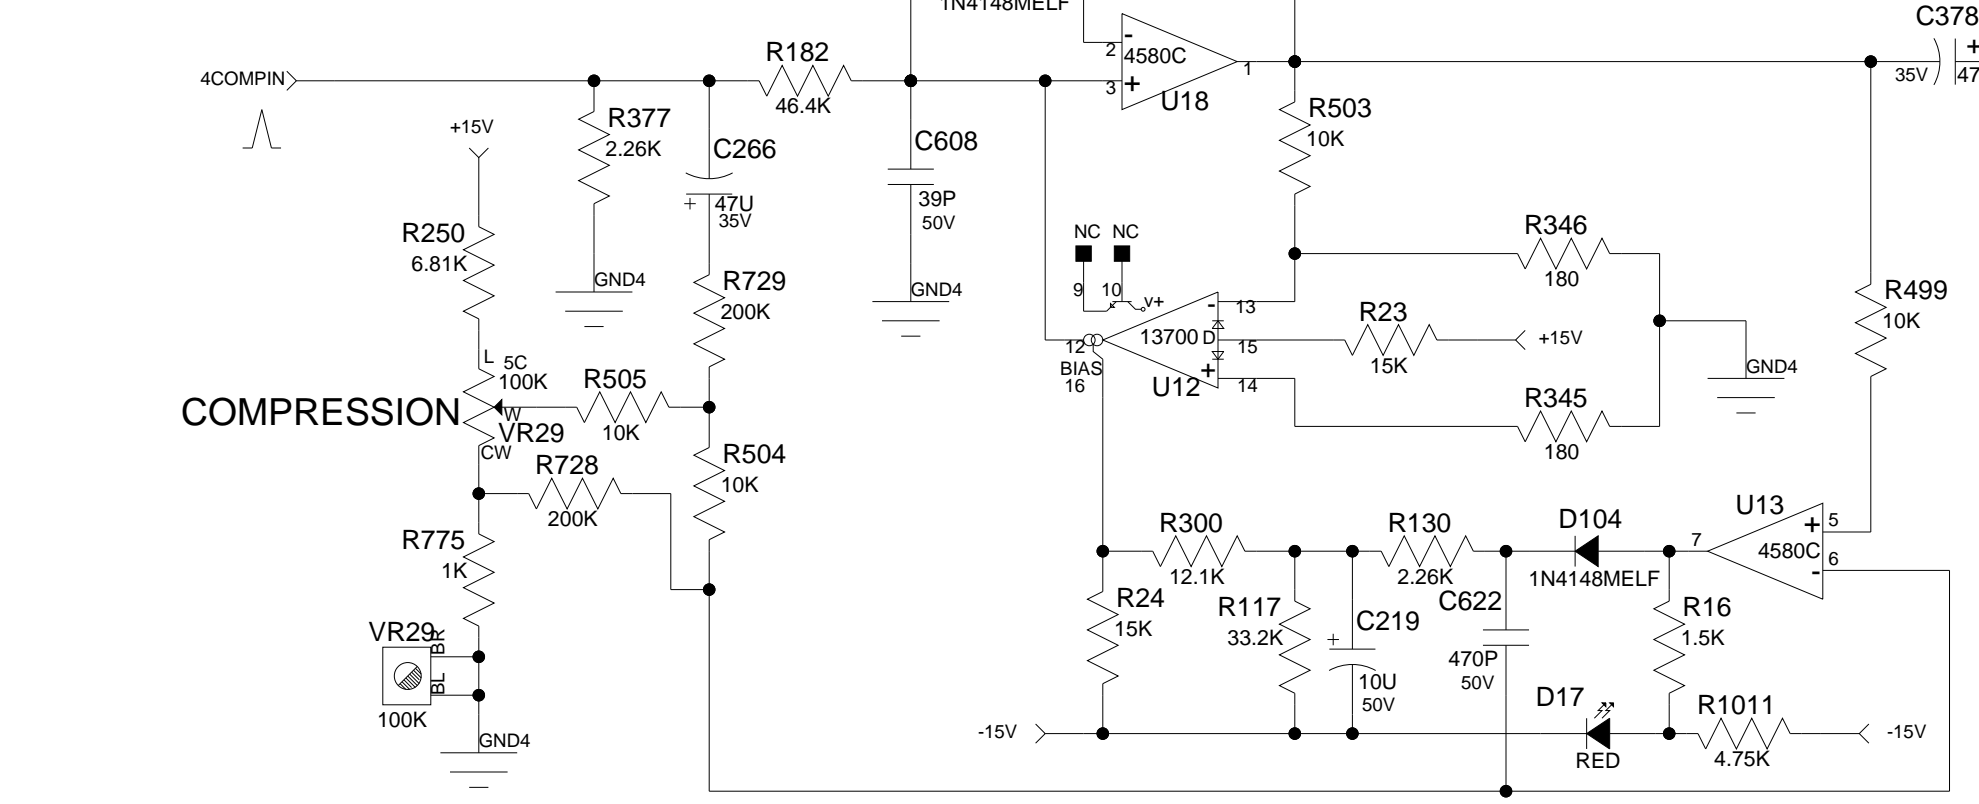 1N4148MELF
C378
+
35V
47
2
-
4580C
1
3
+
U18
4COMPIN
R182
46.4K
+15V
R377
2.26K
C266
+
47U
35V
C608
39P
50V
R503
10K
R250
6.81K
GND4
R729
200K
GND4
NC
NC
9
10
V+
R346
180
-
13
13700
D
12
15
BIAS
16
+
14
U12
R23
15K
+15V
R499
10K
GND4
L
5C
100K
COMPRESSION
W
VR29
CW
R505
10K
R345
180
R504
10K
R728
200K
R775
1K
R300
12.1K
R130
2.26K
D104
1N4148MELF
U13
7
+
5
4580C
6
-
R24
15K
R117
33.2K
+
C219
10U
50V
C622
470P
50V
R16
1.5K
VR29
BR
BL
100K
GND4
-15V
D17
RED
R1011
4.75K
-15V